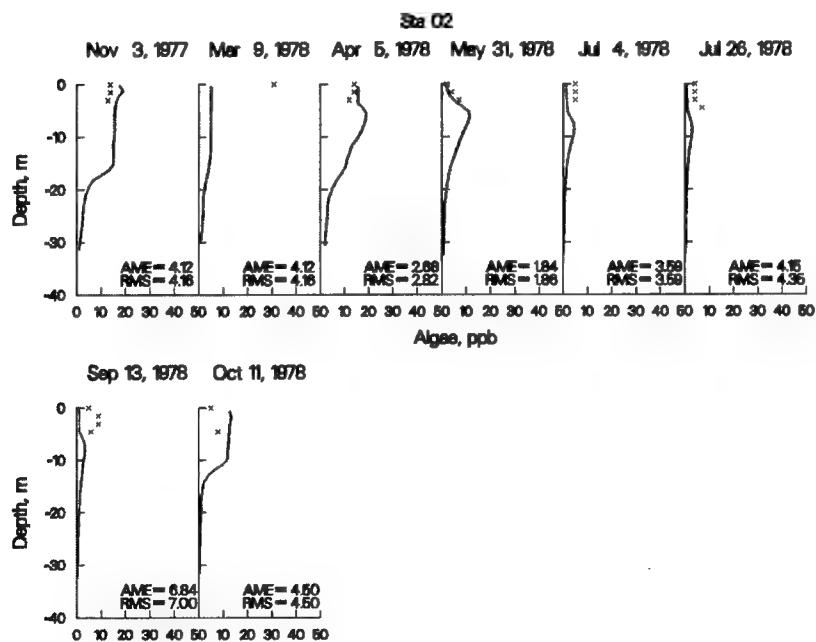 Sta 02
Nov 3, 1977 Mar 9, 1978 Apr 5, 1978 May 31, 1978 Jul 4, 1978 Jul 26, 1978
0
-10
-20
-30
-40
Depth, m
AME = 4.12 AME = 4.12 AME = 2.68 AME = 1.84 AME = 3.59 AME = 4.15
RMS = 4.16 RMS = 4.16 RMS = 2.82 RMS = 1.86 RMS = 3.59 RMS = 4.36
0 10 20 30 40 50 10 20 30 40 50 10 20 30 40 50 10 20 30 40 50 10 20 30 40 50 10 20 30 40 50
Algae, ppb
Sep 13, 1978 Oct 11, 1978
0
-10
-20
-30
-40
Depth, m
AME = 6.84 AME = 4.50
RMS = 7.00 RMS = 4.50
0 10 20 30 40 50 10 20 30 40 50